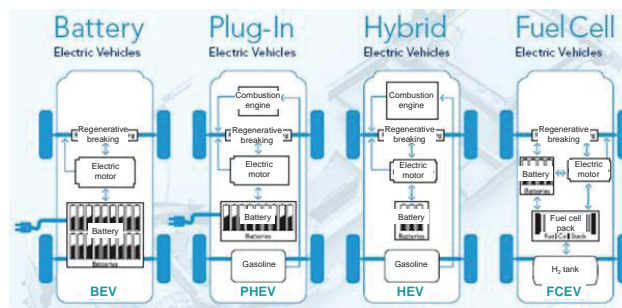 Battery
Electric Vehicles
Plug-In
Electric Vehicles
Hybrid
Electric Vehicles
Fuel Cell
Electric Vehicles
Regenerative
breaking
Electric
motor
Battery
BEV
Combustion
engine
Regenerative
breaking
Electric
motor
Battery
Batteries
Gasoline
PHEV
Combustion
engine
Regenerative
breaking
Electric
motor
Battery
Batteries
Gasoline
HEV
Regenerative
breaking
Battery
Batteries
Electric
motor
Fuel cell
pack
Fuel Cell Stack
H₂ tank
FCEV